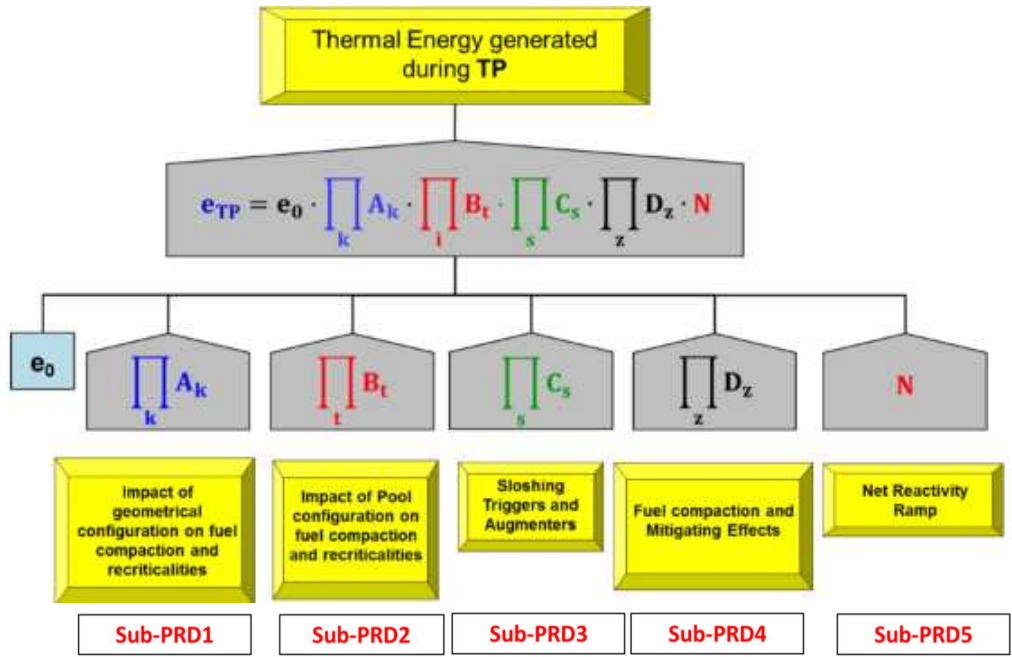 Thermal Energy generated
during TP
e_TP = e_0 · ∏_k A_k · ∏_i B_t · ∏_s C_s · ∏_z D_z · N
e_0
∏_k A_k
∏_t B_t
∏_s C_s
∏_z D_z
N
Impact of
geometrical
configuration on fuel
compaction and
recriticalities
Impact of Pool
configuration on
fuel compaction
and recriticalities
Sloshing
Triggers and
Augmenters
Fuel compaction and
Mitigating Effects
Net Reactivity
Ramp
Sub-PRD1
Sub-PRD2
Sub-PRD3
Sub-PRD4
Sub-PRD5